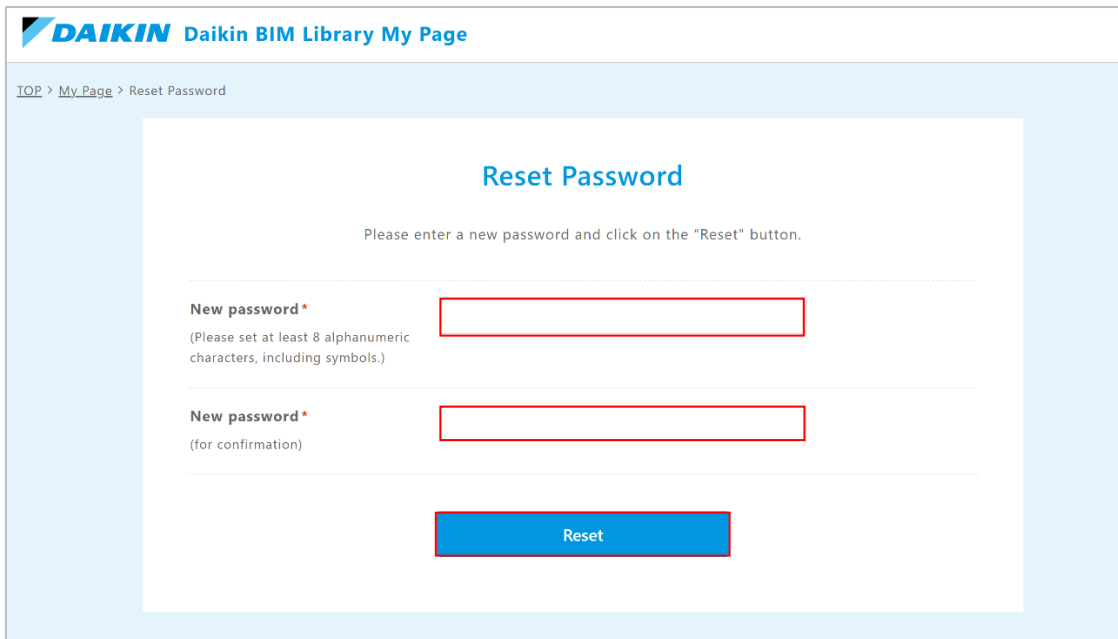 DAIKIN Daikin BIM Library My Page
TOP > My Page > Reset Password
Reset Password
Please enter a new password and click on the “Reset" button.
New password*
(Please set at least 8 alphanumeric
characters, including symbols.)
New password*
(for confirmation)
Reset